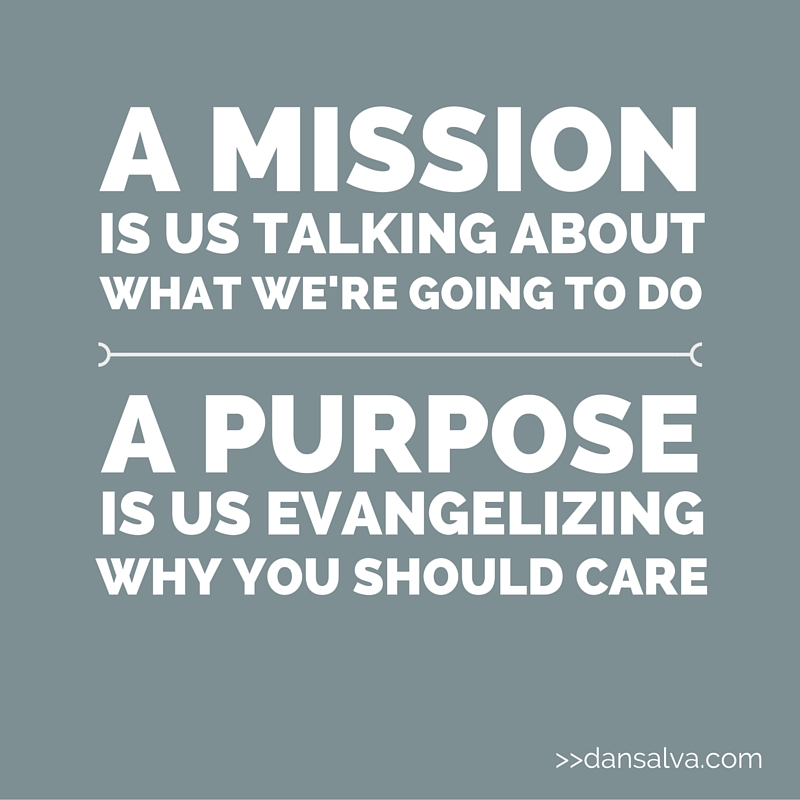 A MISSION
IS US TALKING ABOUT
WHAT WE'RE GOING TO DO
A PURPOSE
IS US EVANGELIZING
WHY YOU SHOULD CARE
>>dansalva.com